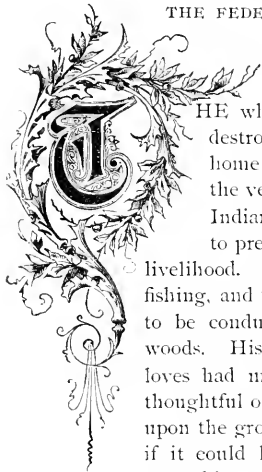 THE FEDE
THE wh
destro
home
the ve
Indian
to pre
livelihood.
fishing, and
to be condu
woods. His
loves had
thoughtful o
upon the gro
if it could